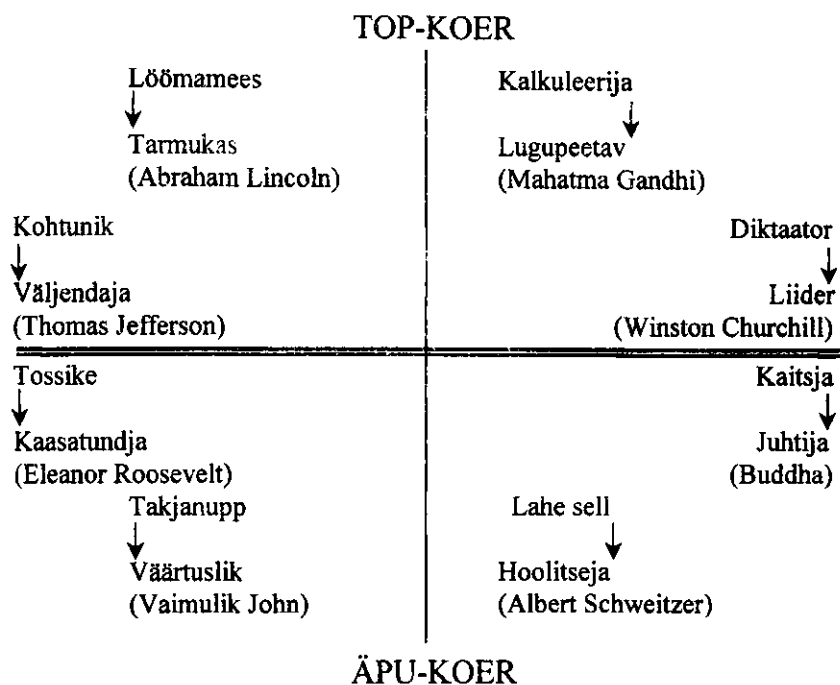 TOP-KOER
Löömamees
Kalkuleerija
Tarmukas
(Abraham Lincoln)
Lugupeetav
(Mahatma Gandhi)
Kohtunik
Diktaator
Väljendaja
(Thomas Jefferson)
Liider
(Winston Churchill)
Tossike
Kaitsja
Kaasatundja
(Eleanor Roosevelt)
Juhtija
(Buddha)
Takjanupp
Lahe sell
Väärtuslik
(Vaimulik John)
Hoolitseja
(Albert Schweitzer)
ÄPU-KOER